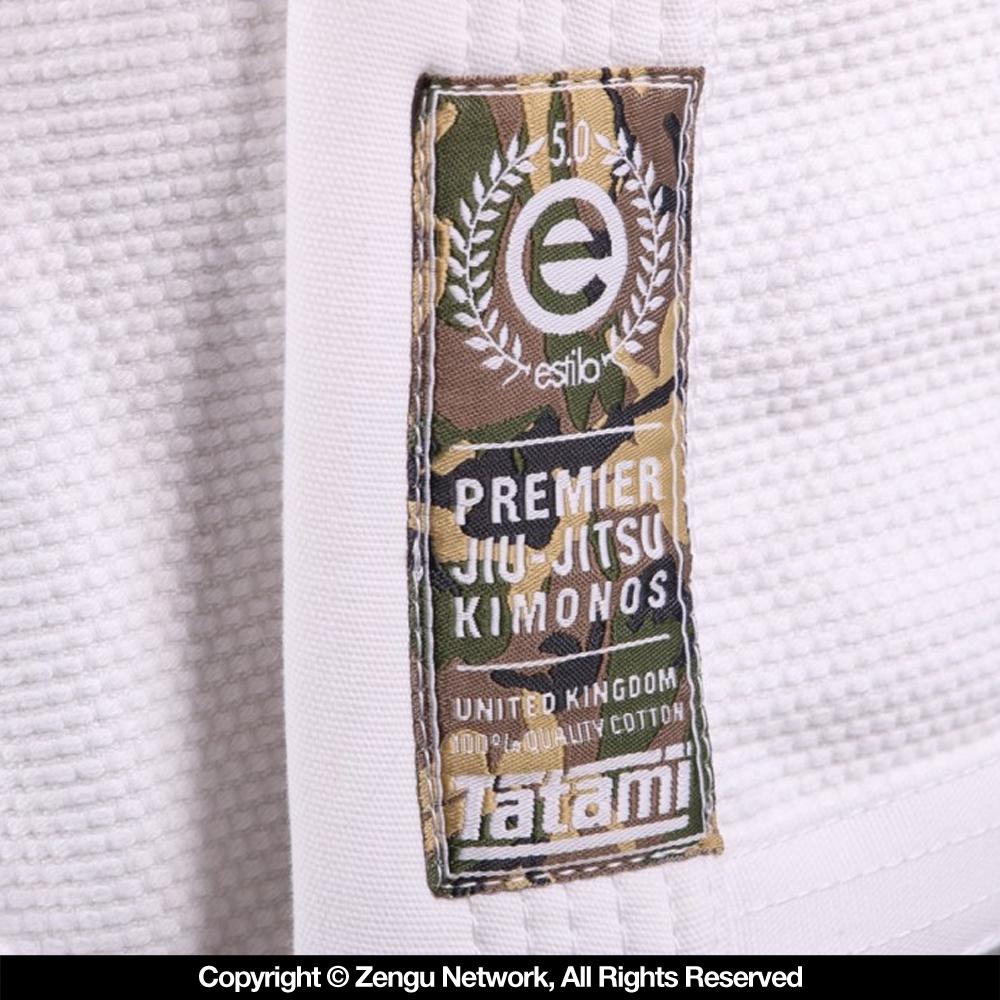 5.0
e
estilo
PREMIER
JIU-JITSU
KIMONOS
UNITED KINGDOM
100% QUALITY COTTON
Tatami
Copyright © Zengu Network, All Rights Reserved